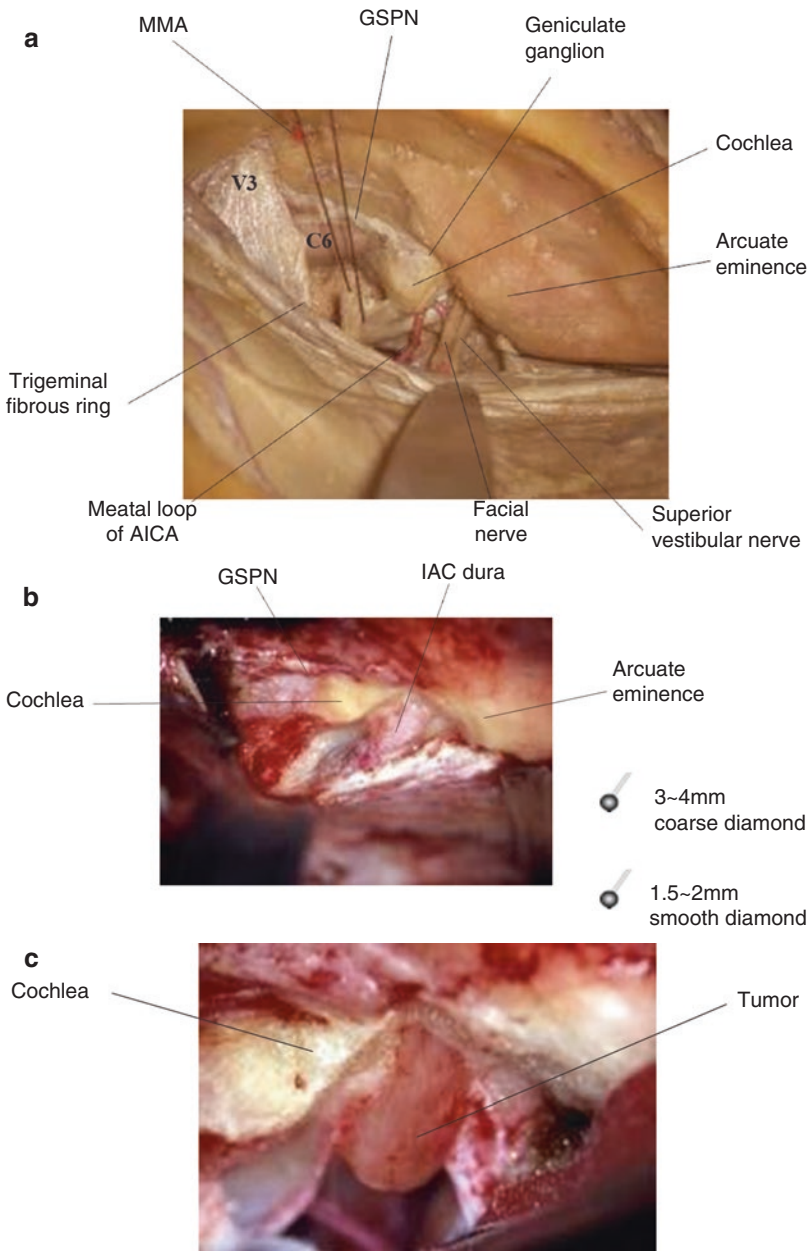 a
MMA
GSPN
Geniculate
ganglion
Cochlea
V3
C6
Arcuate
eminence
Trigeminal
fibrous ring
Meatal loop
of AICA
Facial
nerve
Superior
vestibular nerve
b
GSPN
IAC dura
Cochlea
Arcuate
eminence
3~4mm
coarse diamond
1.5~2mm
smooth diamond
c
Cochlea
Tumor